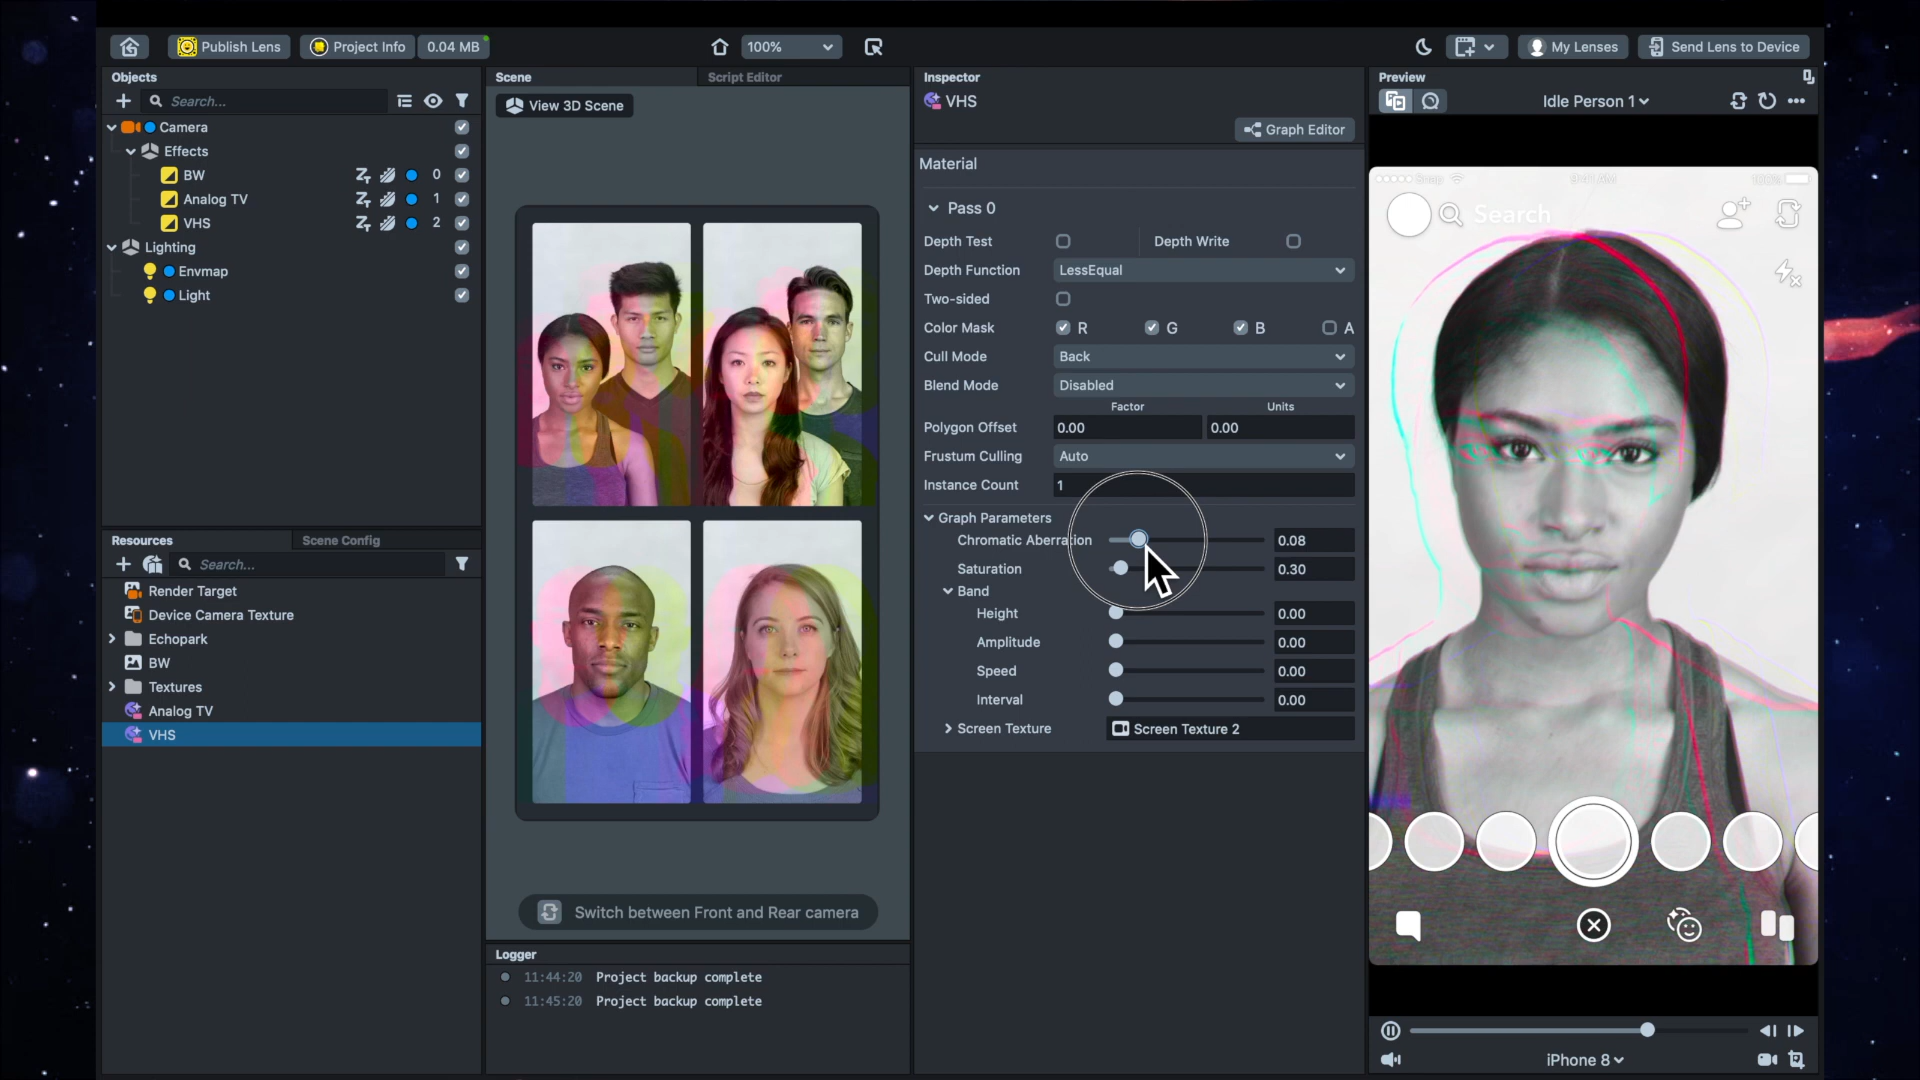 Publish Lens
Project Info
0.04 MB
100%
My Lenses
Send Lens to Device
Objects
Search...
Camera
Effects
BW 0
Analog TV 1
VHS 2
Lighting
Envmap
Light
Resources
Scene Config
Search...
Render Target
Device Camera Texture
Echopark
BW
Textures
Analog TV
VHS
Scene
Script Editor
View 3D Scene
Switch between Front and Rear camera
Logger
11:44:20 Project backup complete
11:45:20 Project backup complete
Inspector
VHS
Graph Editor
Material
Pass 0
Depth Test
Depth Write
Depth Function LessEqual
Two-sided
Color Mask R G B A
Cull Mode Back
Blend Mode Disabled
Factor Units
Polygon Offset 0.00 0.00
Frustum Culling Auto
Instance Count 1
Graph Parameters
Chromatic Aberration 0.08
Saturation 0.30
Band
Height 0.00
Amplitude 0.00
Speed 0.00
Interval 0.00
Screen Texture Screen Texture 2
Preview
Idle Person 1
Snap 9:41 AM 100%
Search
iPhone 8